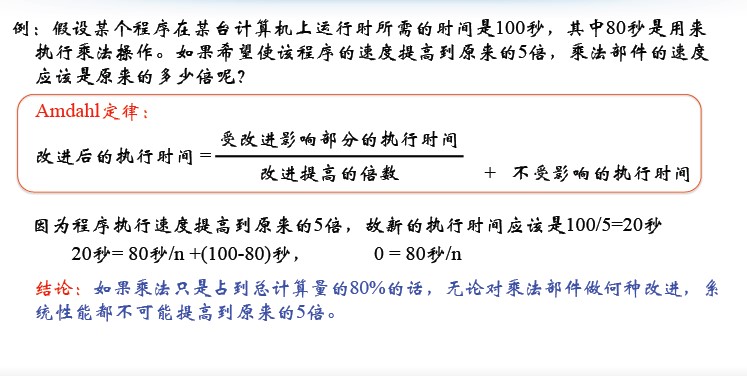 例：假设某个程序在某台计算机上运行时所需的时间是100秒，其中80秒是用来
执行乘法操作。如果希望使该程序的速度提高到原来的5倍，乘法部件的速度
应该是原来的多少倍呢？
Amdahl定律：
受改进影响部分的执行时间
改进后的执行时间 =
改进提高的倍数 + 不受影响的执行时间
因为程序执行速度提高到原来的5倍，故新的执行时间应该是100/5=20秒
20秒= 80秒/n +(100-80)秒， 0 = 80秒/n
结论：如果乘法只是占到总计算量的80%的话，无论对乘法部件做何种改进，系
统性能都不可能提高到原来的5倍。